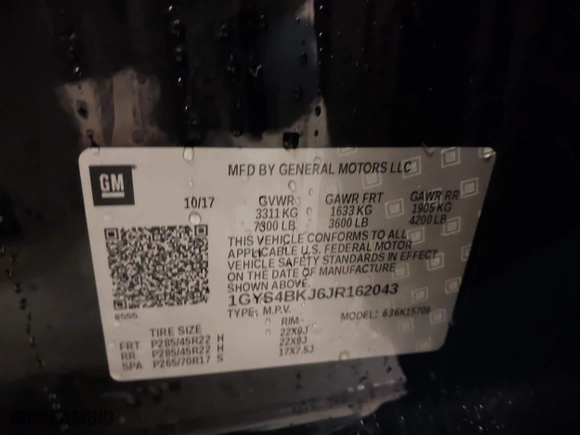 GM
MFD BY GENERAL MOTORS LLC
10/17 GVWR GAWR FRT GAWR RR
3311 KG 1633 KG 1905 KG
7300 LB 3600 LB 4200 LB
THIS VEHICLE CONFORMS TO ALL
APPLICABLE U.S. FEDERAL MOTOR
VEHICLE SAFETY STANDARDS IN EFFECT
ON THE DATE OF MANUFACTURE
SHOWN ABOVE.
1GYS4BKJ6JR162043
TYPE: M.P.V. MODEL: 636K15706
8555
TIRE SIZE RIM
FRT P285/45R22 H 22X9J
RR P285/45R22 H 22X9J
SPA P265/70R17 S 17X7.5J